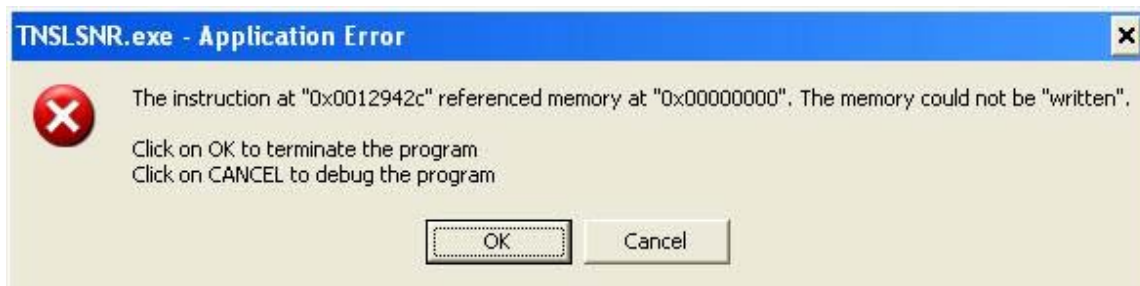 TNSLSNR.exe - Application Error
The instruction at "0x0012942c" referenced memory at "0x00000000". The memory could not be "written".
Click on OK to terminate the program
Click on CANCEL to debug the program
OK Cancel